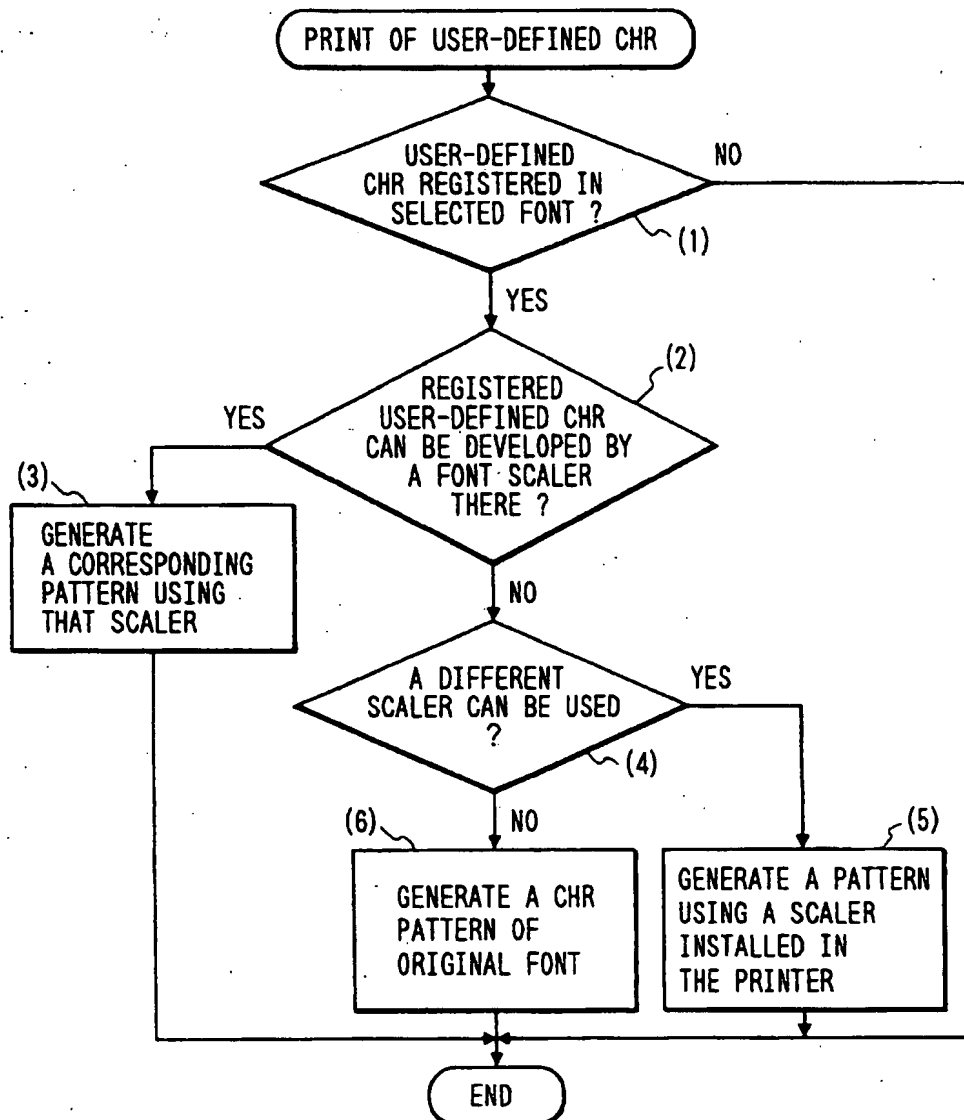 PRINT OF USER-DEFINED CHR
USER-DEFINED
CHR REGISTERED IN
SELECTED FONT ?
NO
(1)
YES
(2)
REGISTERED
USER-DEFINED CHR
CAN BE DEVELOPED BY
A FONT SCALER
THERE ?
YES
(3)
GENERATE
A CORRESPONDING
PATTERN USING
THAT SCALER
NO
A DIFFERENT
SCALER CAN BE USED
?
YES
(4)
NO
(6)
GENERATE A CHR
PATTERN OF
ORIGINAL FONT
(5)
GENERATE A PATTERN
USING A SCALER
INSTALLED IN
THE PRINTER
END